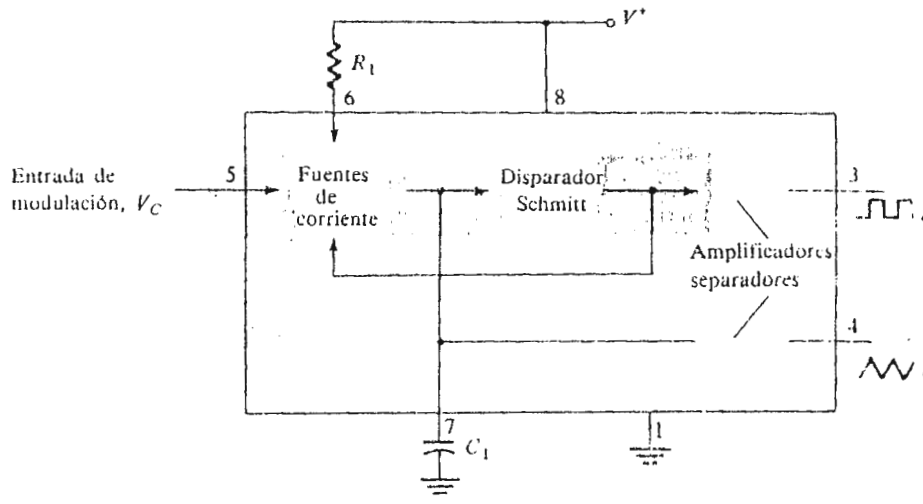 V⁺
R₁
6
8
Entrada de
modulación, V_C
5
Fuentes
de
corriente
Disparador
Schmitt
3
Amplificadores
separadores
4
7
C₁
1